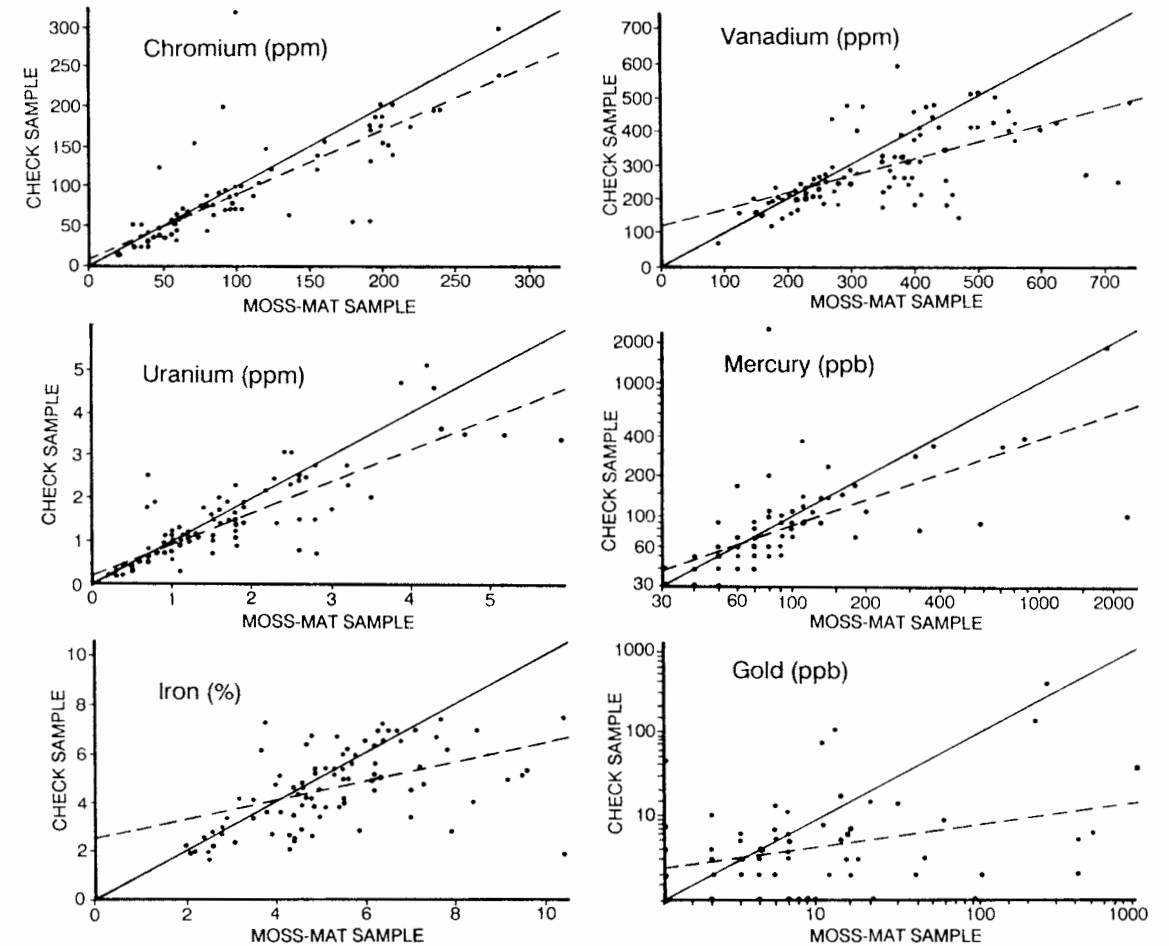 Chromium (ppm)
CHECK SAMPLE
300
250
200
150
100
50
0
0 50 100 150 200 250 300
MOSS-MAT SAMPLE
Vanadium (ppm)
CHECK SAMPLE
700
600
500
400
300
200
100
0
0 100 200 300 400 500 600 700
MOSS-MAT SAMPLE
Uranium (ppm)
CHECK SAMPLE
5
4
3
2
1
0
0 1 2 3 4 5
MOSS-MAT SAMPLE
Mercury (ppb)
CHECK SAMPLE
2000
1000
400
200
100
60
30
30 60 100 200 400 1000 2000
MOSS-MAT SAMPLE
Iron (%)
CHECK SAMPLE
10
8
6
4
2
0
0 2 4 6 8 10
MOSS-MAT SAMPLE
Gold (ppb)
CHECK SAMPLE
1000
100
10
10 100 1000
MOSS-MAT SAMPLE